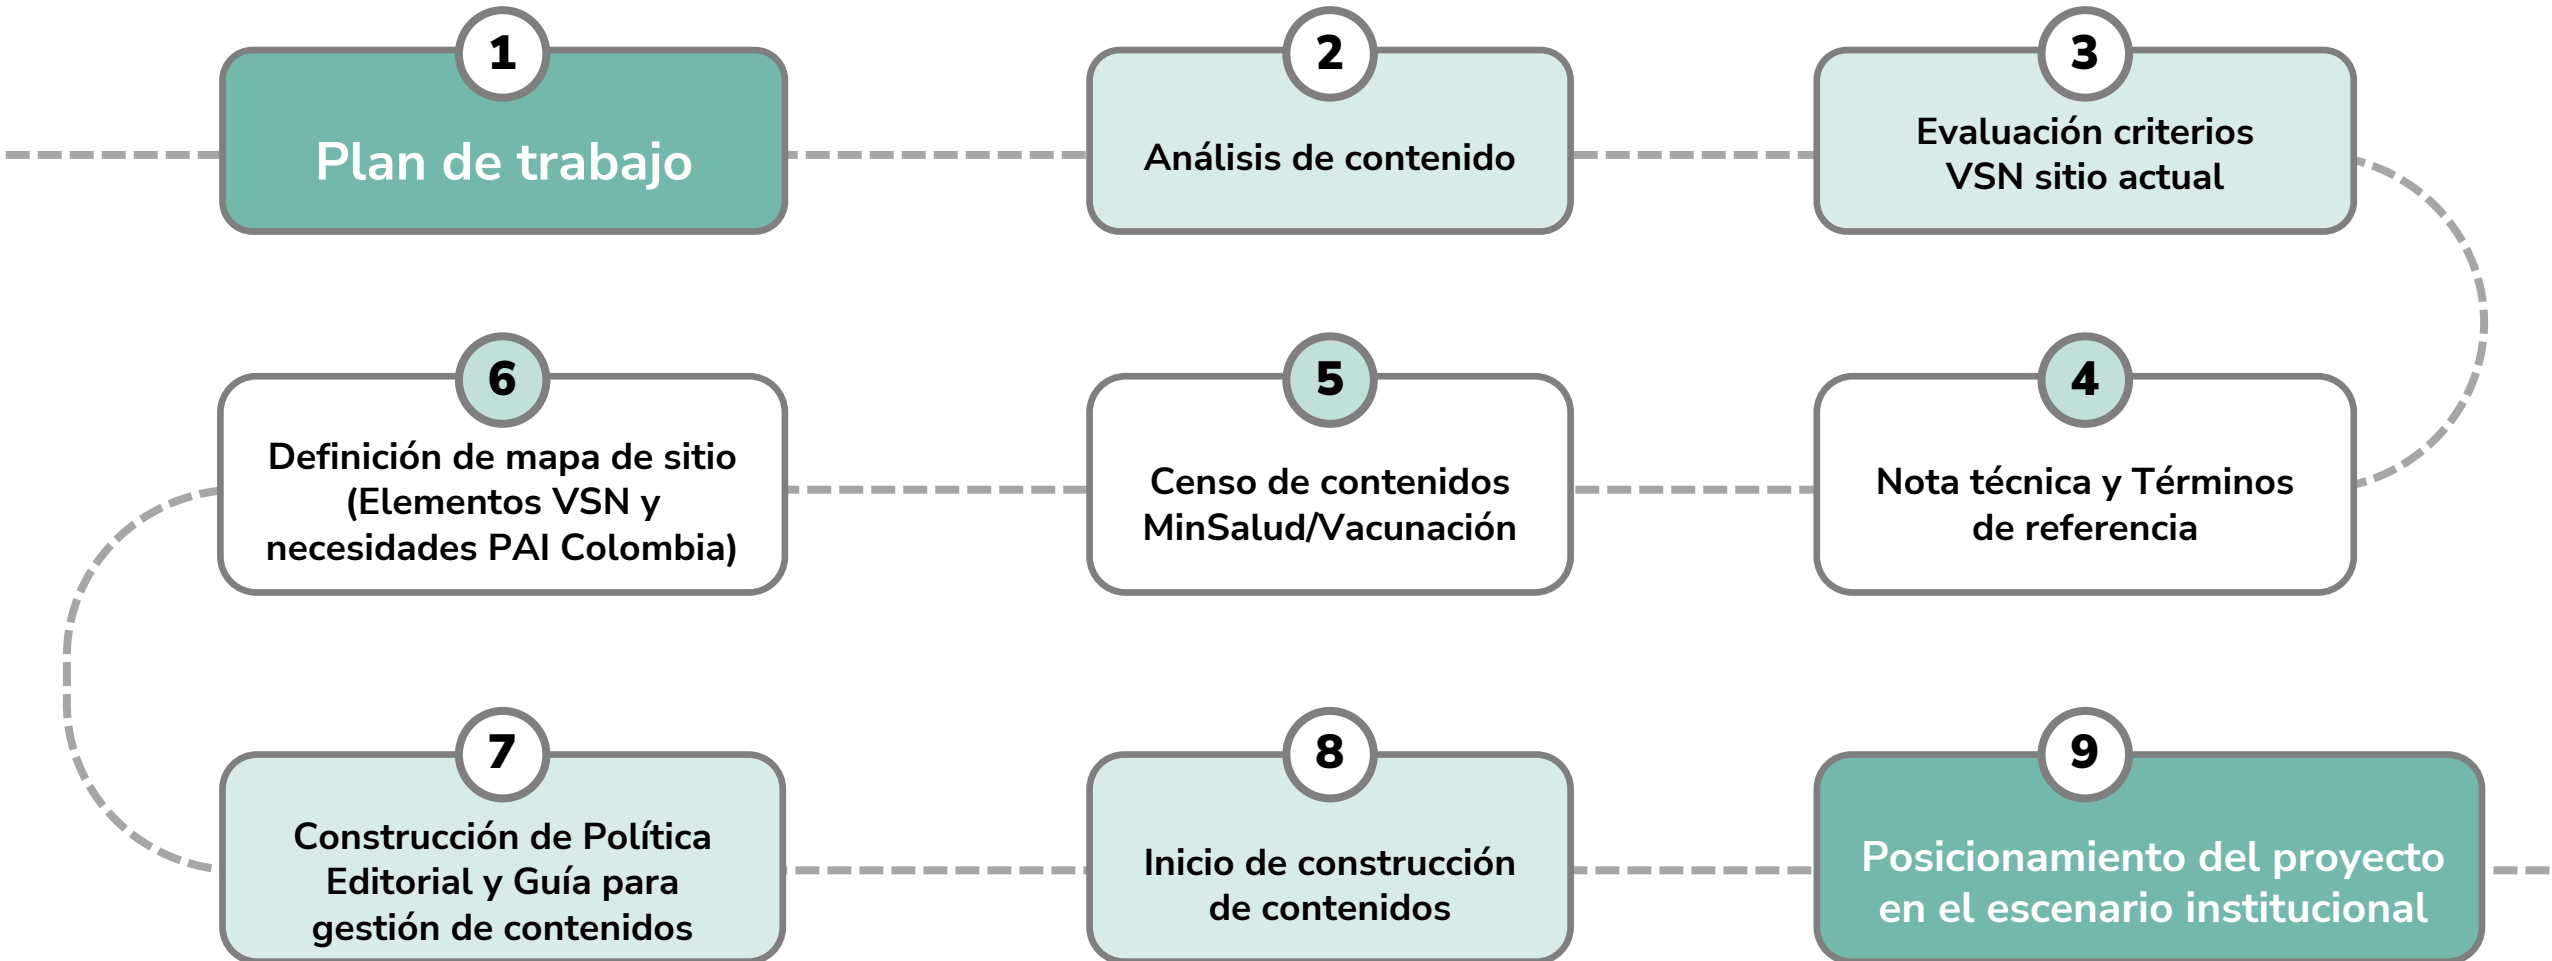 1
Plan de trabajo
2
Análisis de contenido
3
Evaluación criterios
VSN sitio actual
4
Nota técnica y Términos
de referencia
5
Censo de contenidos
MinSalud/Vacunación
6
Definición de mapa de sitio
(Elementos VSN y
necesidades PAI Colombia)
7
Construcción de Política
Editorial y Guía para
gestión de contenidos
8
Inicio de construcción
de contenidos
9
Posicionamiento del proyecto
en el escenario institucional